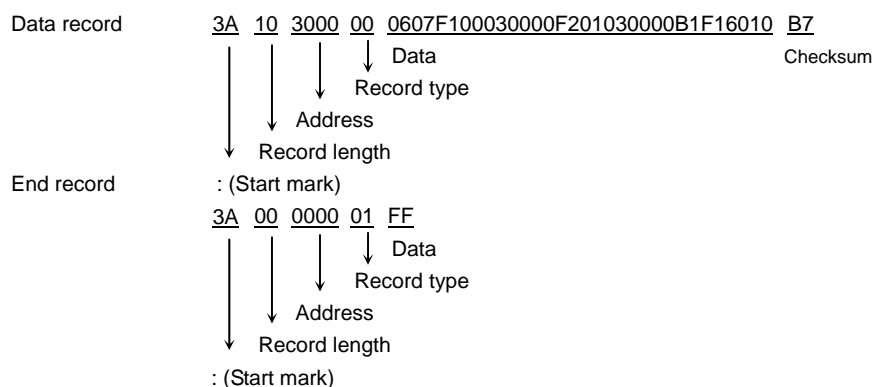 Data record 3A 10 3000 00 0607F100030000F201030000B1F16010 B7
Data Checksum
Record type
Address
Record length
End record : (Start mark)
3A 00 0000 01 FF
Data
Record type
Address
Record length
: (Start mark)